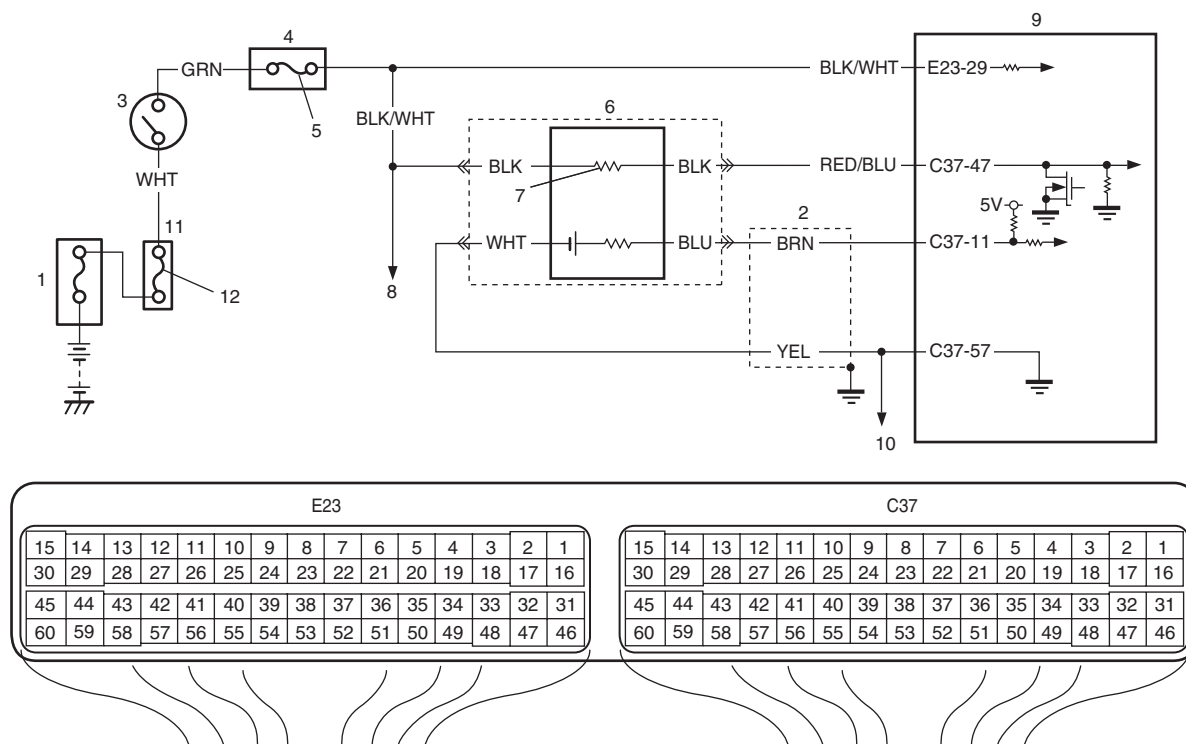 9
4
GRN
BLK/WHT
E23-29
3
5
BLK/WHT
6
BLK
BLK
RED/BLU
C37-47
WHT
7
5V
2
11
WHT
BLU
BRN
C37-11
1
12
8
YEL
C37-57
10
E23
C37
15 14 13 12 11 10 9 8 7 6 5 4 3 2 1
30 29 28 27 26 25 24 23 22 21 20 19 18 17 16
45 44 43 42 41 40 39 38 37 36 35 34 33 32 31
60 59 58 57 56 55 54 53 52 51 50 49 48 47 46
15 14 13 12 11 10 9 8 7 6 5 4 3 2 1
30 29 28 27 26 25 24 23 22 21 20 19 18 17 16
45 44 43 42 41 40 39 38 37 36 35 34 33 32 31
60 59 58 57 56 55 54 53 52 51 50 49 48 47 46